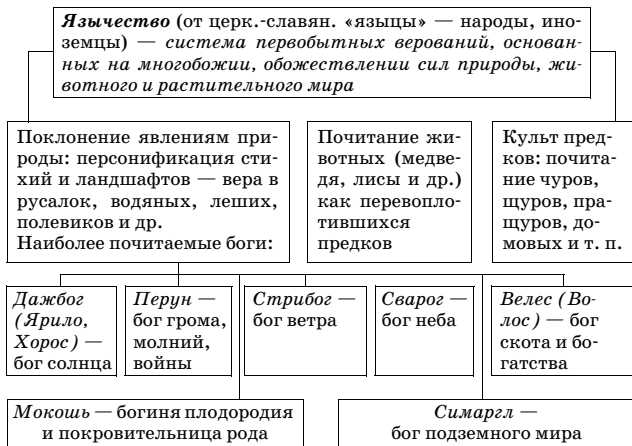 Язычество (от церк.-славян. «языцы» — народы, ино-
земцы) — система первобытных верований, основан-
ных на многобожии, обожествлении сил природы, жи-
вотного и растительного мира
Поклонение явлениям при-
роды: персонификация сти-
хий и ландшафтов — вера в
русалок, водяных, леших,
полевиков и др.
Наиболее почитаемые боги:
Почитание жи-
вотных (медве-
дя, лисы и др.)
как перевопло-
тившихся
предков
Культ пред-
ков: почита-
ние чуров,
щуров, пра-
щуров, до-
мовых и т. п.
Дажбог
(Ярило,
Хорос) —
бог солнца
Перун —
бог грома,
молний,
войны
Стрибог —
бог ветра
Сварог —
бог неба
Велес (Во-
лос) — бог
скота и бо-
гатства
Мокошь — богиня плодородия
и покровительница рода
Симаргл —
бог подземного мира